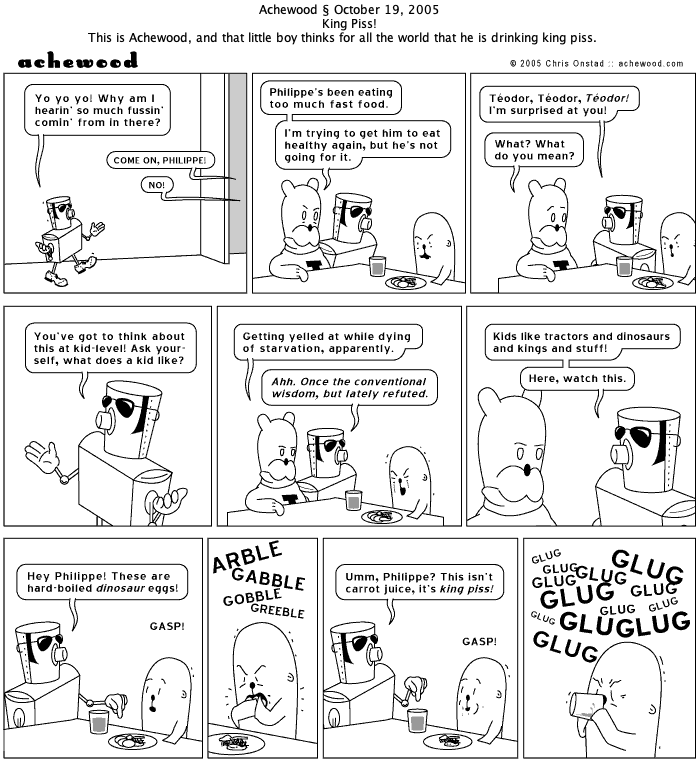 Achewood § October 19, 2005
King Piss!
This is Achewood, and that little boy thinks for all the world that he is drinking king piss.
achewood
© 2005 Chris Onstad :: achewood.com
Yo yo yo! Why am I
hearin' so much fussin'
comin' from in there?
COME ON, PHILIPPE!
NO!
Philippe's been eating
too much fast food.
I'm trying to get him to eat
healthy again, but he's not
going for it.
Téodor, Téodor, Téodor!
I'm surprised at you!
What? What
do you mean?
You've got to think about
this at kid-level! Ask your-
self, what does a kid like?
Getting yelled at while dying
of starvation, apparently.
Ahh. Once the conventional
wisdom, but lately refuted.
Kids like tractors and dinosaurs
and kings and stuff!
Here, watch this.
Hey Philippe! These are
hard-boiled dinosaur eggs!
GASP!
ARBLE
GABBLE
GOBBLE
GREEBLE
Umm, Philippe? This isn't
carrot juice, it's king piss!
GASP!
GLUG
GLUG
GLUG
GLUG
GLUG
GLUG
GLUG
GLUG
GLUG
GLUG
GLUGLUG
GLUG